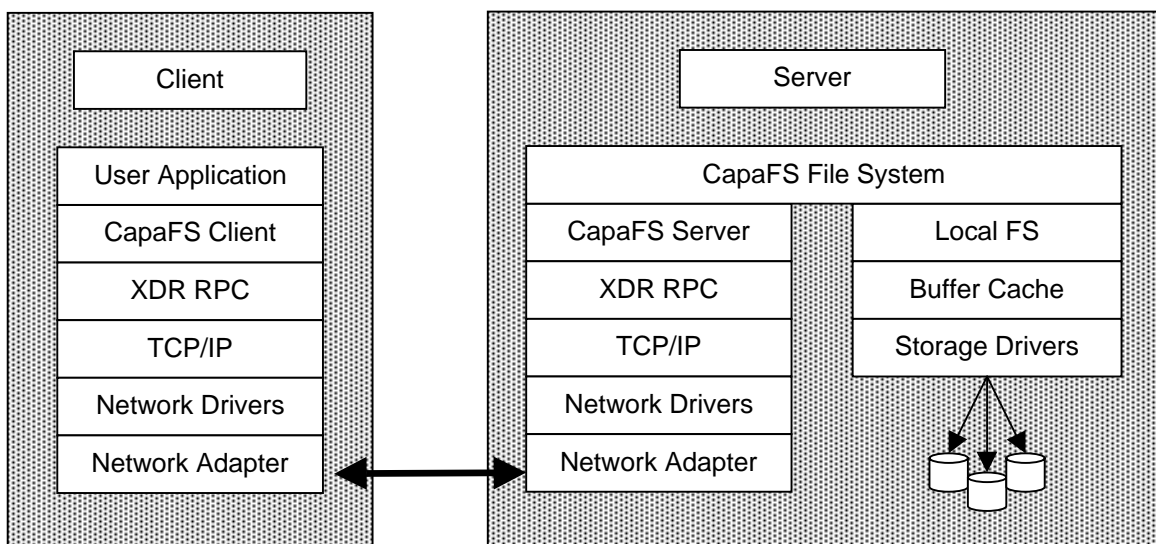 Client
User Application
CapaFS Client
XDR RPC
TCP/IP
Network Drivers
Network Adapter
Server
CapaFS File System
CapaFS Server
XDR RPC
TCP/IP
Network Drivers
Network Adapter
Local FS
Buffer Cache
Storage Drivers